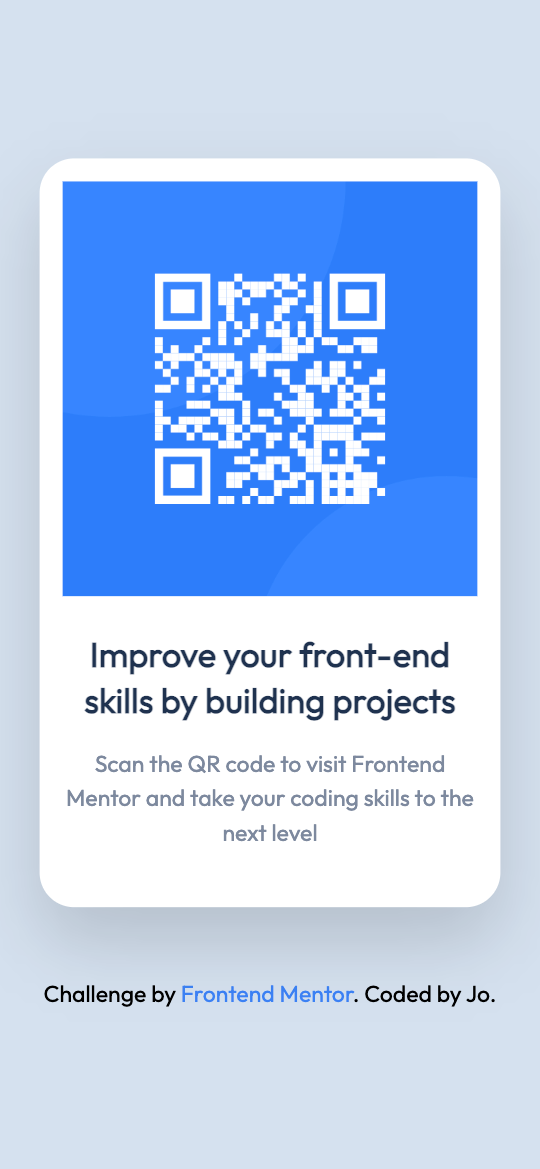 Improve your front-end
skills by building projects
Scan the QR code to visit Frontend
Mentor and take your coding skills to the
next level
Challenge by Frontend Mentor. Coded by Jo.